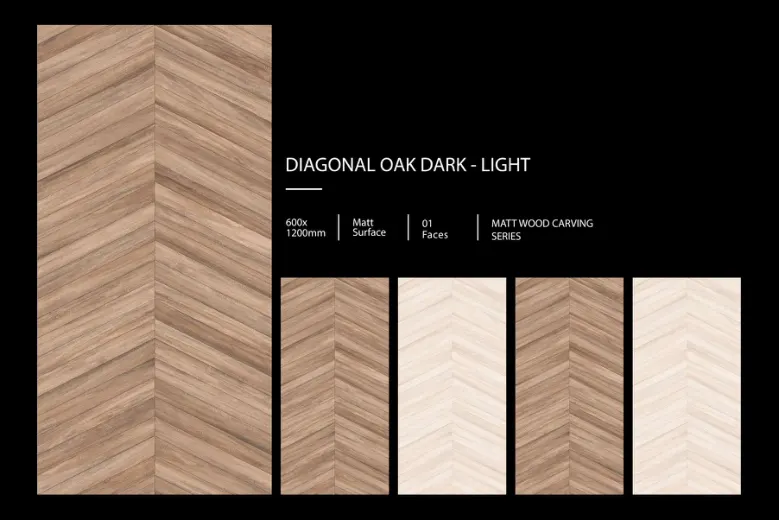 DIAGONAL OAK DARK - LIGHT
600x
1200mm
Matt
Surface
01
Faces
MATT WOOD CARVING
SERIES